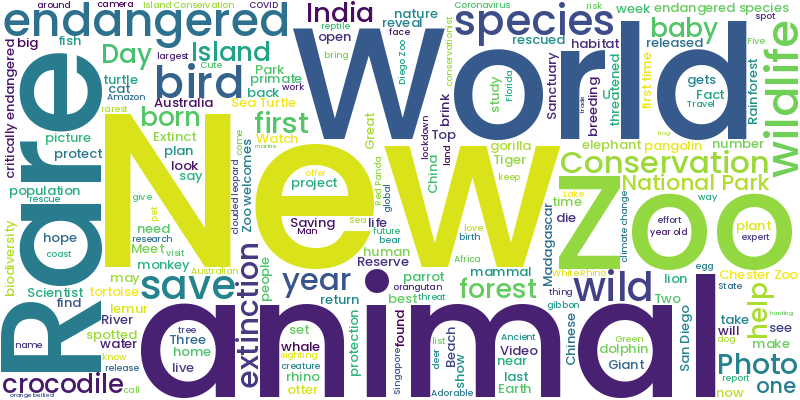 around
camera
Island Conservation
COVID
India
Coronavirus
risk
endangered
species
week
endangered species
nature
reveal
reptile
face
spot
big
fish
largest
Cute
bring
Diego Zoo
open
conservationist
rescued
habitat
baby
released
Five
critically endangered
Day
Island
World
wildlife
turtle
cat
Amazon
bird
Park
primate
back
work
study
Florida
Sanctuary
breeding
trade
threatened
U
gets
Fact
Travel
first time
Rainforest
rarest
born
Australia
Sea Turtle
first
Great
lockdown
brink
Top
land
frog
picture
protect
Extinct
plan
look
say
Watch
China
gorilla
Tiger
elephant
pangolin
number
Rare
New
Zoo
Conservation
National Park
population
rescue
give
clouded leopard
Zoo welcomes
come
marine
project
offer
Saving
Man
Red Panda
global
keep
time
die
Lake
effort
year old
climate change
way
plant
expert
biodiversity
hope
coast
need
research
Meet
pet
visit
Sea
life
future
bear
human
love
birth
Africa
Scientist
find
tortoise
may
monkey
Australian
extinction
people
year
Reserve
orangutan
parrot
mammal
Madagascar
White Rhino
lion
egg
State
Chester Zoo
lemur
River
spotted
water
know
release
save
return
best
threat
forest
thing
gibbon
wild
Two
help
take
will
dog
see
make
hunting
animal
name
tree
Three
home
live
set
whale
sighting
creature
rhino
otter
protection
Singapore
found
list
deer
Adorable
Beach
show
Ancient
Video
near
last
Earth
Chinese
Green
dolphin
Giant
San Diego
Photo
one
report
now
crocodile
call
orange bellied